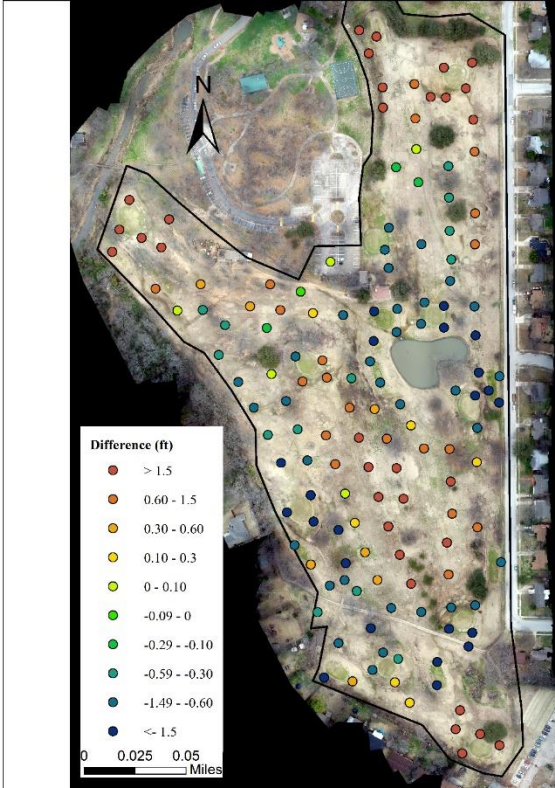 N
Difference (ft)
> 1.5
0.60 - 1.5
0.30 - 0.60
0.10 - 0.3
0 - 0.10
-0.09 - 0
-0.29 - -0.10
-0.59 - -0.30
-1.49 - -0.60
<- 1.5
0 0.025 0.05
Miles